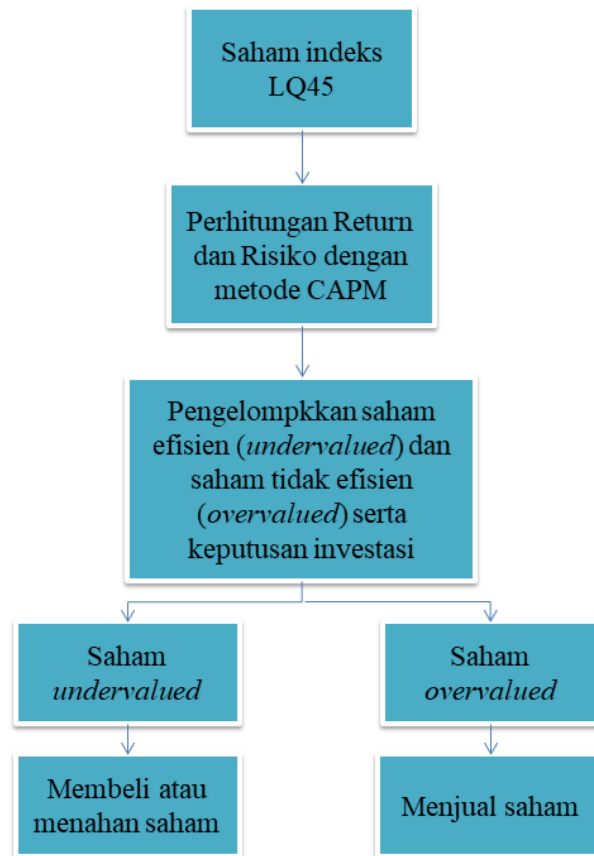 Saham indeks
LQ45
Perhitungan Return
dan Risiko dengan
metode CAPM
Pengelompkkan saham
efisien (undervalued) dan
saham tidak efisien
(overvalued) serta
keputusan investasi
Saham
undervalued
Saham
overvalued
Membeli atau
menahan saham
Menjual saham